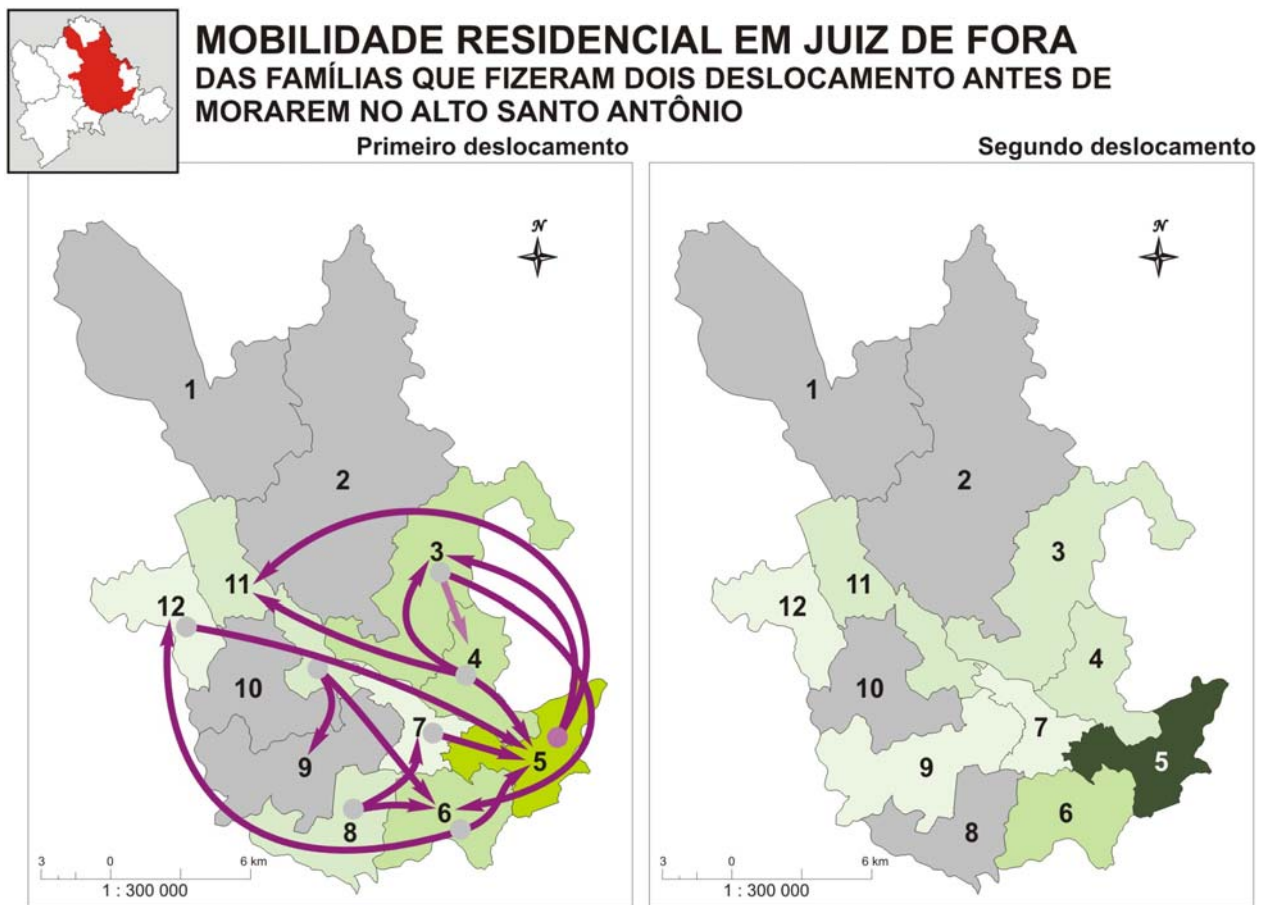 MOBILIDADE RESIDENCIAL EM JUIZ DE FORA
DAS FAMÍLIAS QUE FIZERAM DOIS DESLOCAMENTO ANTES DE
MORAREM NO ALTO SANTO ANTÔNIO
Primeiro deslocamento
N
1
2
3
11
12
4
10
7
5
9
6
8
3 0 6 km
1 : 300 000
Segundo deslocamento
N
1
2
3
11
12
4
10
7
5
9
6
8
3 0 6 km
1 : 300 000